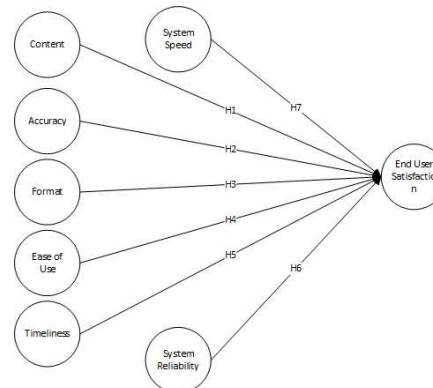 Content
System
Speed
H1
H7
Accuracy
H2
End User
Satisfactio
n
Format
H3
Ease of
Use
H4
H5
Timeliness
H6
System
Reliability